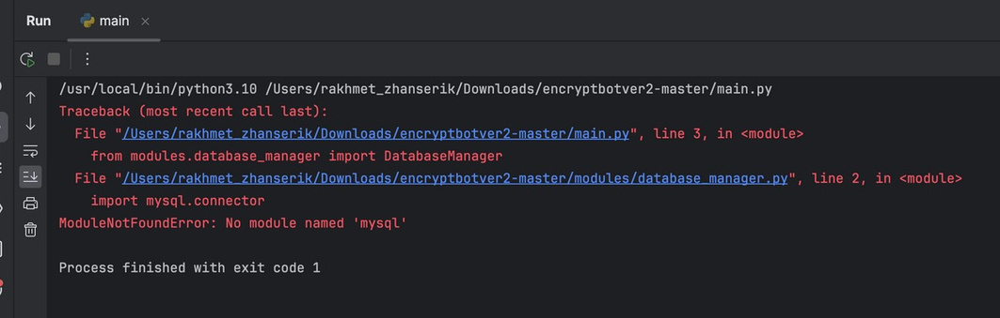 Run main
/usr/local/bin/python3.10 /Users/rakhmet_zhanserik/Downloads/encryptbotver2-master/main.py
Traceback (most recent call last):
  File "/Users/rakhmet_zhanserik/Downloads/encryptbotver2-master/main.py", line 3, in <module>
    from modules.database_manager import DatabaseManager
  File "/Users/rakhmet_zhanserik/Downloads/encryptbotver2-master/modules/database_manager.py", line 2, in <module>
    import mysql.connector
ModuleNotFoundError: No module named 'mysql'
Process finished with exit code 1